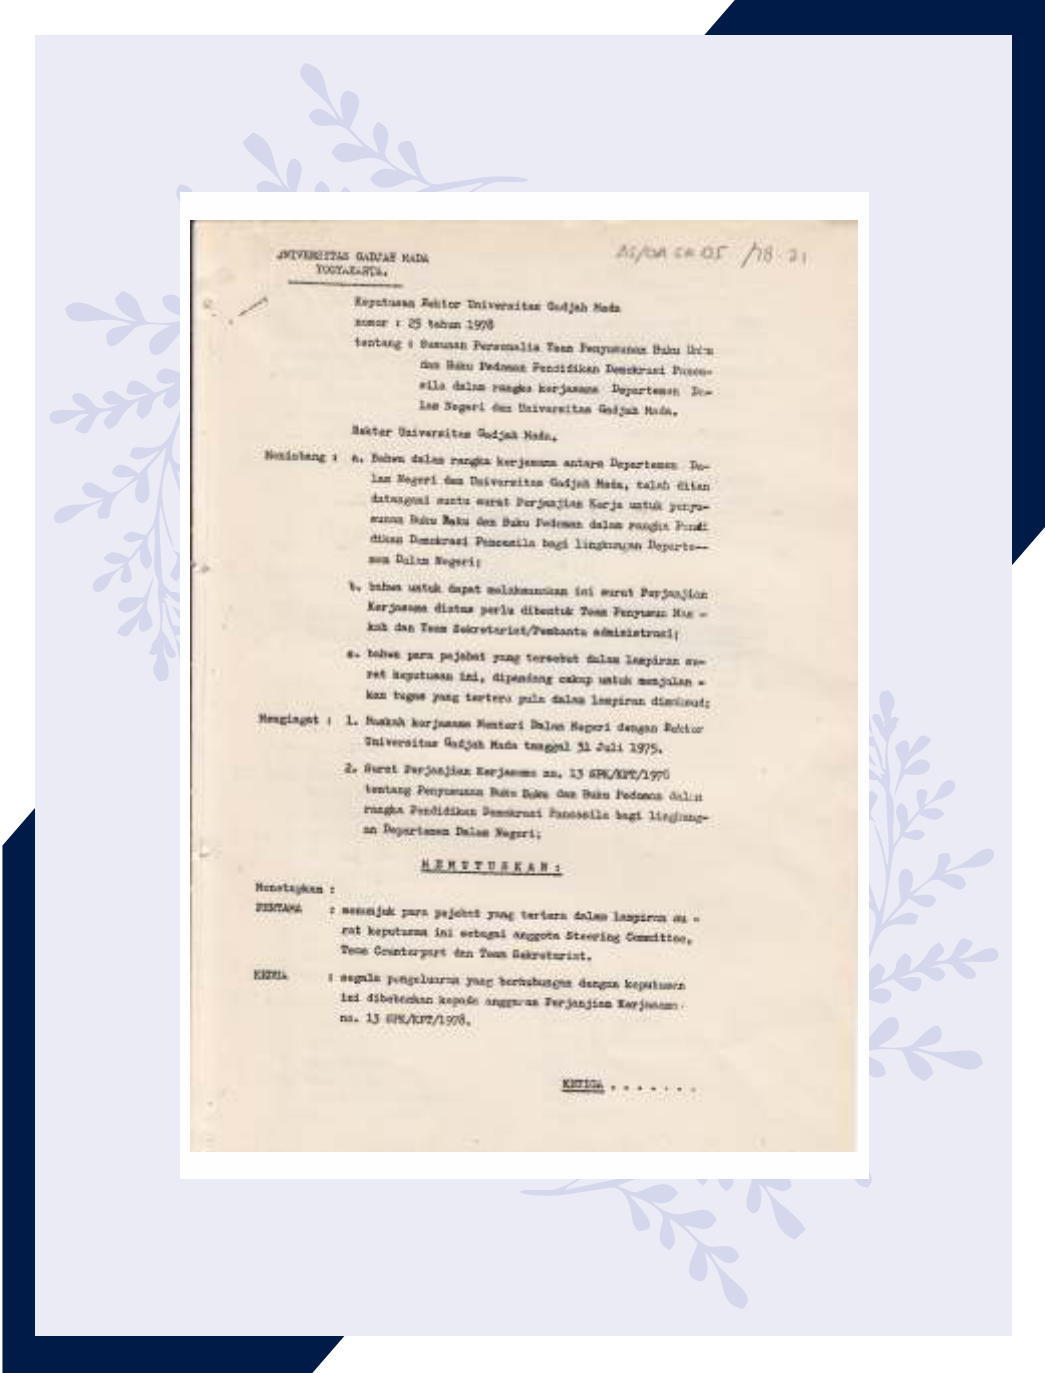 UNIVERSITAS GADJAH MADA
YOGYAKARTA.
Keputusan Rektor Universitas Gadjah Mada
nomor : 25 tahun 1978
tentang : Susunan Personalia Team Penyusunan Buku
dan Buku Pedoman Pendidikan Demokrasi Panca-
sila dalam rangka kerjasama Departemen Da-
lam Negeri dan Universitas Gadjah Mada.
Rektor Universitas Gadjah Mada.
Menimbang : a. Bahwa dalam rangka kerjasama antara Departemen Da-
lam Negeri dan Universitas Gadjah Mada, telah ditan
datangani suatu surat Perjanjian Kerja untuk penyu-
sunan Buku Baku dan Buku Pedoman dalam rangka Pendi
dikan Demokrasi Pancasila bagi lingkungan Departe--
men Dalam Negeri;
b. bahwa untuk dapat melaksanakan isi surat Perjanjian
Kerjasama diatas perlu dibentuk Team Penyusun Nas -
kah dan Team Sekretariat/Pembantu administrasi;
c. bahwa para pejabat yang tersebut dalam lampiran su-
rat keputusan ini, dipandang cakup untuk menjalan -
kan tugas yang tertera pula dalam lampiran dimaksud;
Mengingat : 1. Naskah kerjasama Menteri Dalam Negeri dengan Rektor
Universitas Gadjah Mada tanggal 31 Juli 1975.
2. Surat Perjanjian Kerjasama no. 13 SPK/KPT/1978
tentang Penyusunan Buku Baku dan Buku Pedoman dalam
rangka Pendidikan Demokrasi Pancasila bagi lingkung-
an Departemen Dalam Negeri;
M E M U T U S K A N :
Menetapkan :
PERTAMA : menunjuk para pejabat yang tertera dalam lampiran su -
rat keputusan ini sebagai anggota Steering Committee,
Team Counterpart dan Team Sekretariat.
KEDUA : segala pengeluaran yang berhubungan dengan keputusan
ini dibebankan kepada anggaran Perjanjian Kerjasama
no. 13 SPK/KPT/1978.
KETIGA . . . . . . .